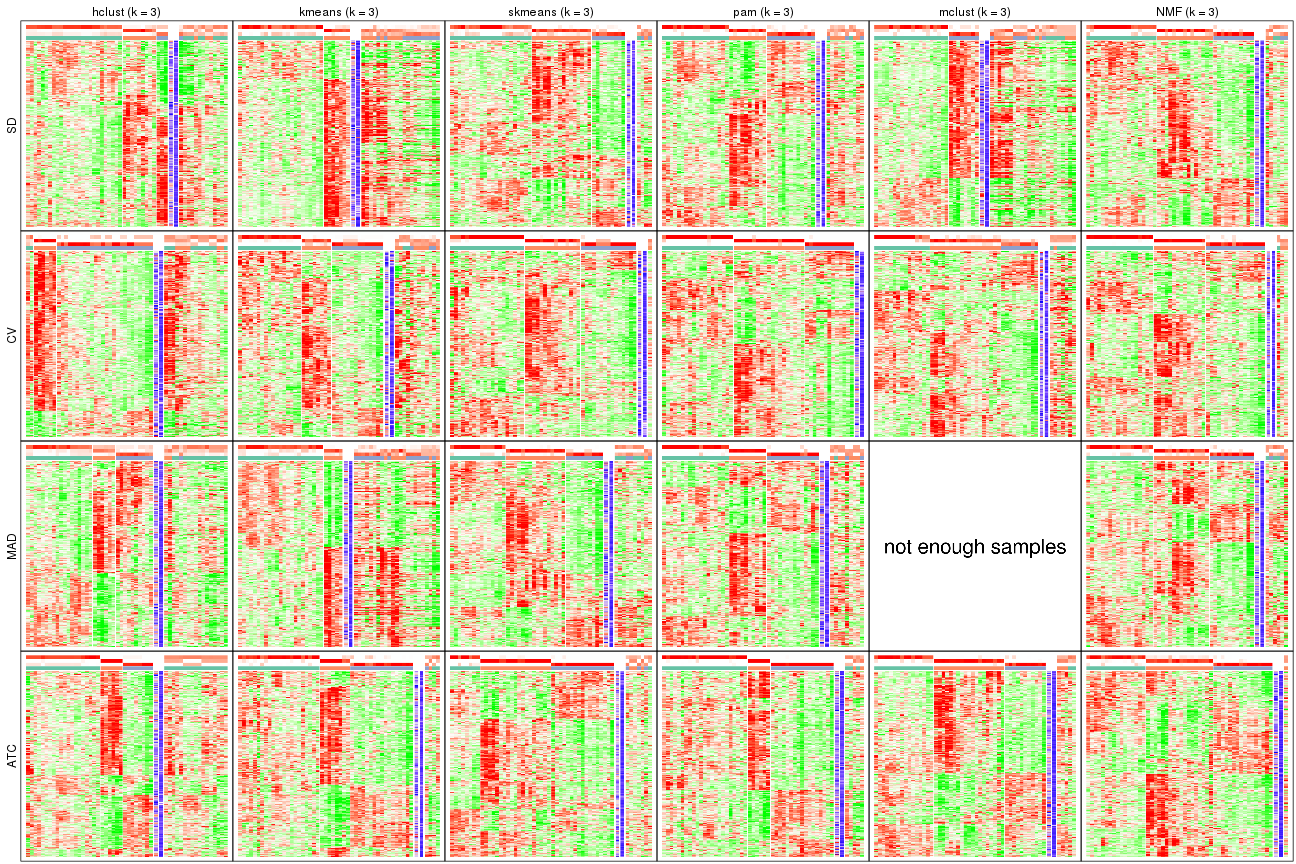 hclust (k = 3) kmeans (k = 3) skmeans (k = 3) pam (k = 3) mclust (k = 3) NMF (k = 3)
SD
CV
MAD
not enough samples
ATC